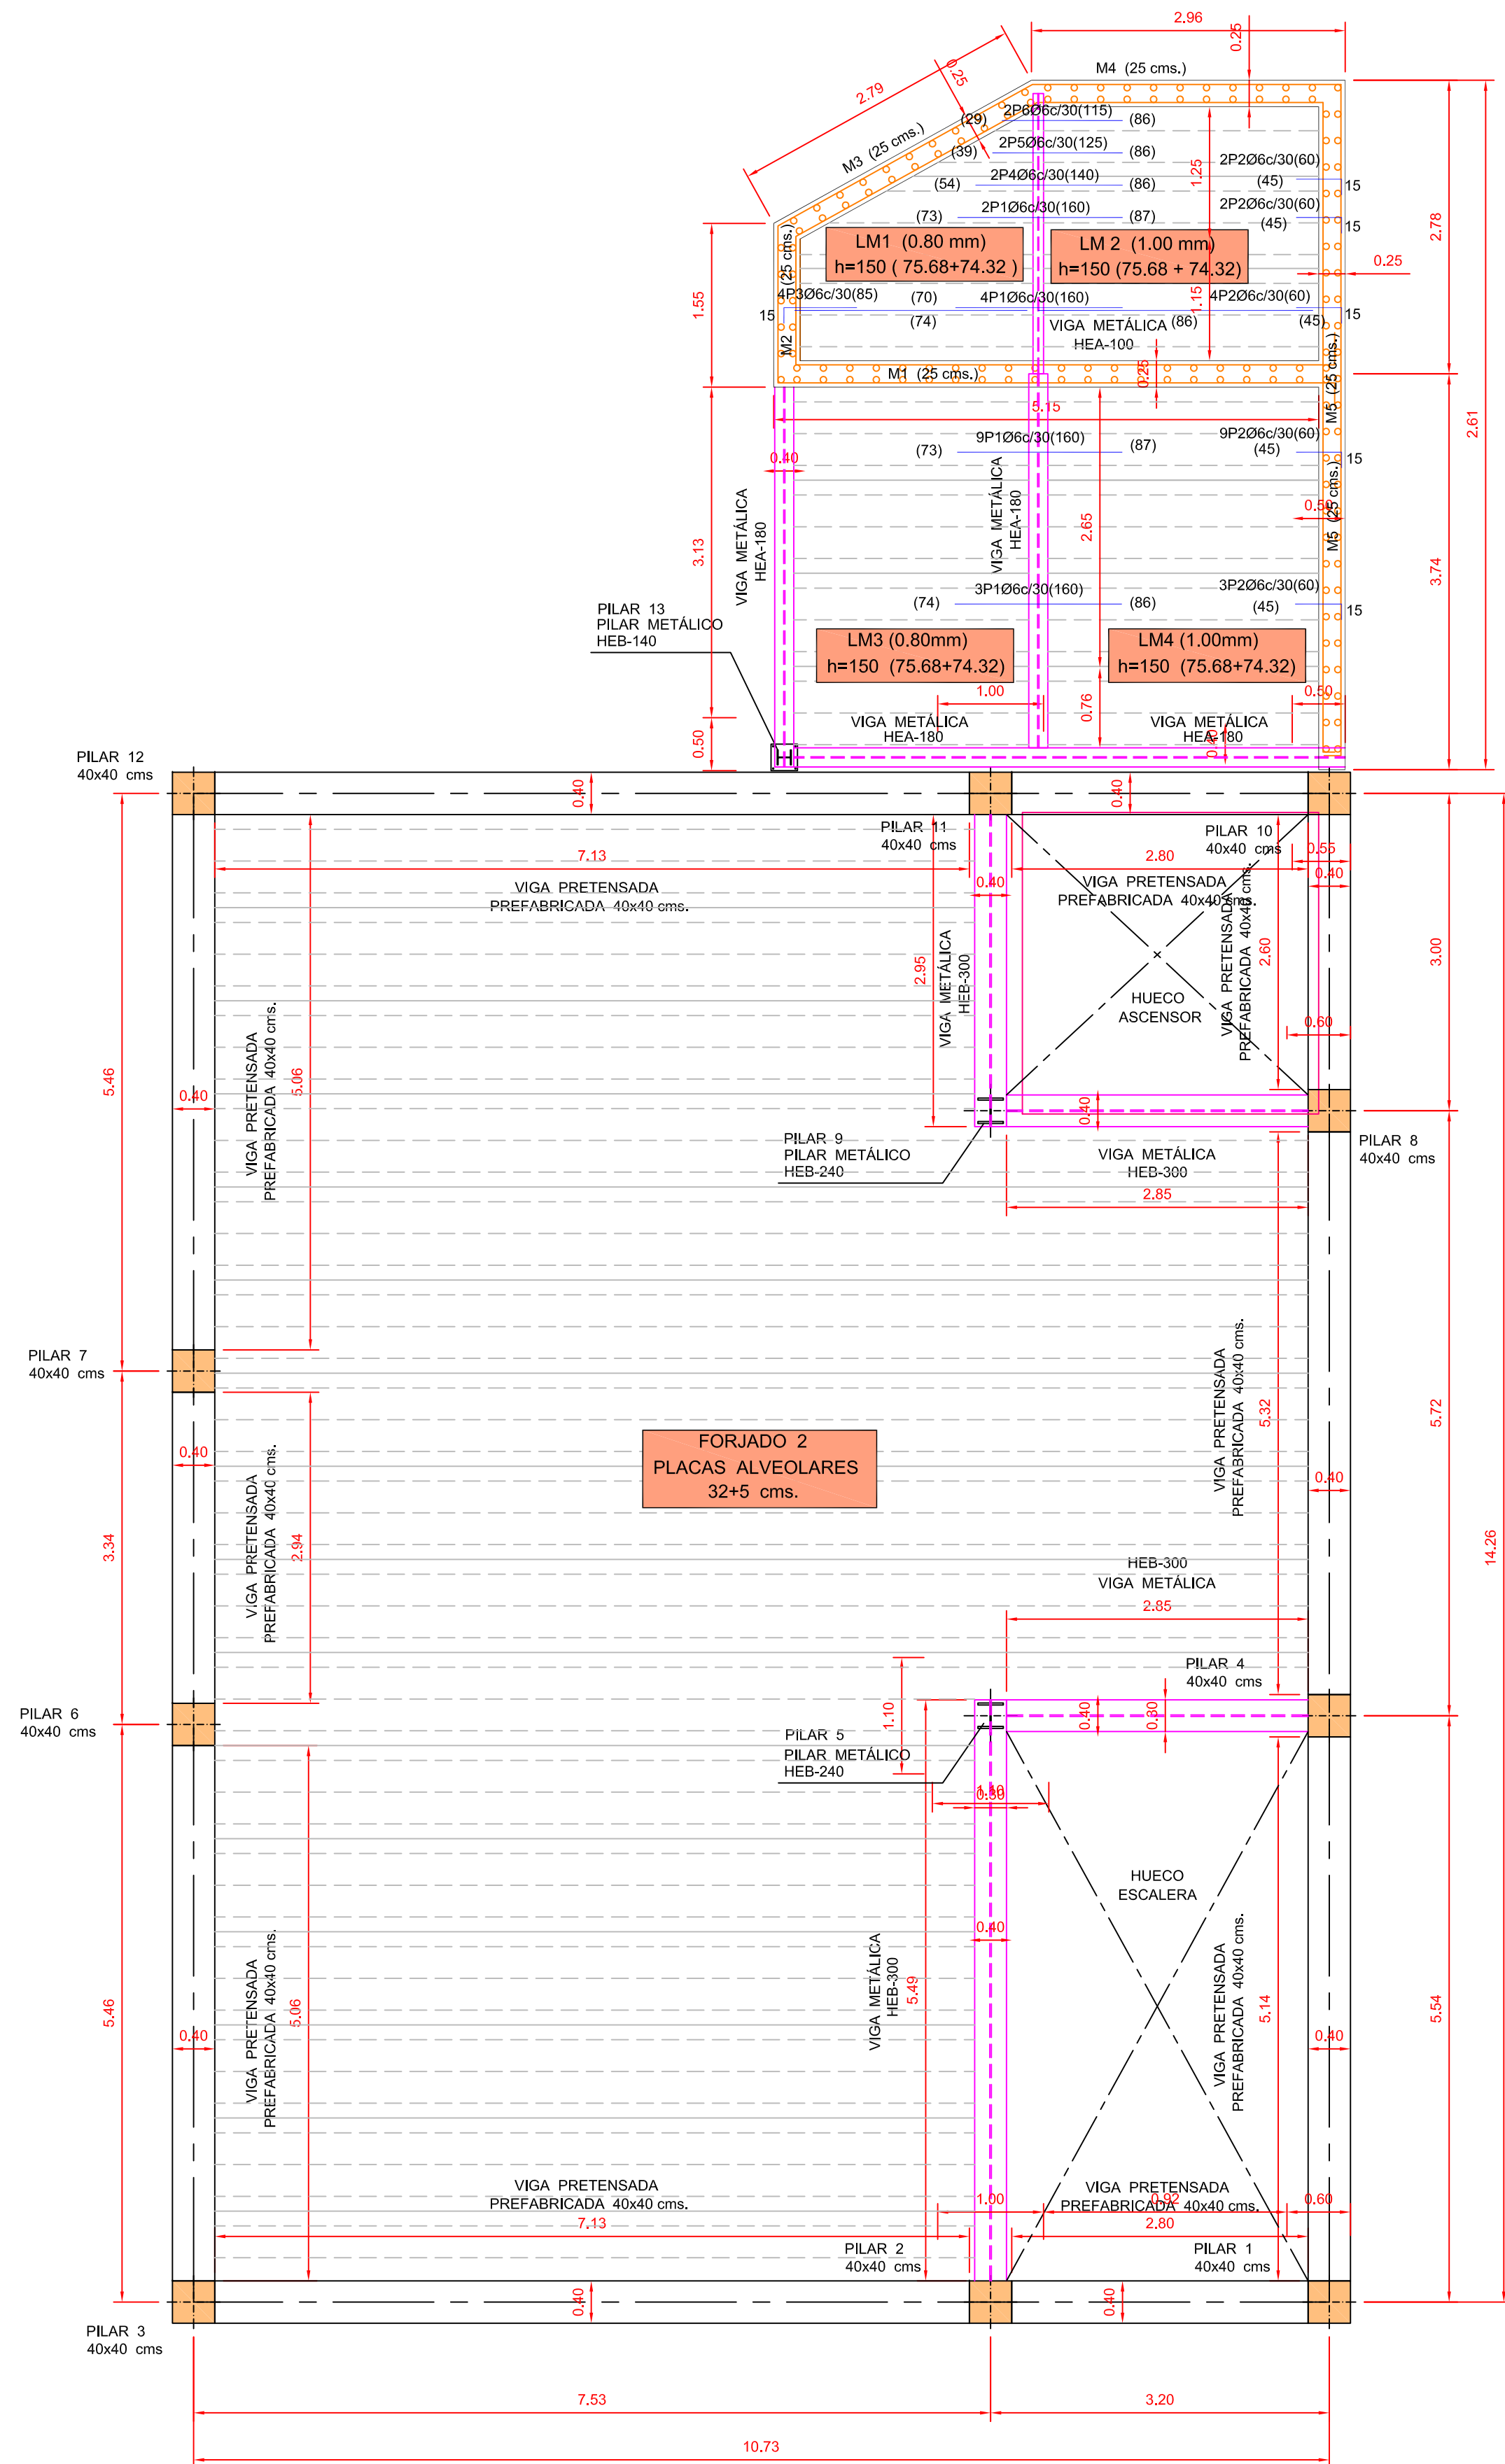 2.96
0.25
M4 (25 cms.)
2.79
0.25
M3 (25 cms.)
2P6Ø6c/30(115)
(29)
(86)
2P5Ø6c/30(125)
(39)
(86)
2P4Ø6c/30(140)
(54)
(86)
2P2Ø6c/30(60)
(45)
15
2P1Ø6c/30(160)
(73)
(87)
2P2Ø6c/30(60)
(45)
15
1.25
2.78
2.61
LM1 (0.80 mm)
h=150 ( 75.68+74.32 )
LM 2 (1.00 mm)
h=150 (75.68 + 74.32)
0.25
1.55
M2 (25 cms.)
4P3Ø6c/30(85)
(70)
4P1Ø6c/30(160)
4P2Ø6c/30(60)
1.15
15
(74)
(86)
(45)
15
VIGA METÁLICA
HEA-100
M1 (25 cms.)
0.25
M5 (25 cms.)
5.15
9P1Ø6c/30(160)
(73)
(87)
9P2Ø6c/30(60)
(45)
15
0.40
VIGA METÁLICA
HEA-180
VIGA METÁLICA
HEA-180
2.65
0.50
M5 (25 cms.)
3.13
3.74
3P1Ø6c/30(160)
(74)
(86)
3P2Ø6c/30(60)
(45)
15
PILAR 13
PILAR METÁLICO
HEB-140
LM3 (0.80mm)
h=150 (75.68+74.32)
LM4 (1.00mm)
h=150 (75.68+74.32)
1.00
0.76
0.50
0.50
VIGA METÁLICA
HEA-180
VIGA METÁLICA
HEA-180
0.40
PILAR 12
40x40 cms
0.40
0.40
PILAR 11
40x40 cms
PILAR 10
40x40 cms
7.13
2.80
0.55
0.40
VIGA PRETENSADA
PREFABRICADA 40x40 cms.
0.40
VIGA PRETENSADA
PREFABRICADA 40x40 cms.
2.95
VIGA METÁLICA
HEB-300
VIGA PRETENSADA
PREFABRICADA 40x40 cms.
2.60
3.00
HUECO
ASCENSOR
0.60
5.46
0.40
VIGA PRETENSADA
PREFABRICADA 40x40 cms.
5.06
0.40
PILAR 9
PILAR METÁLICO
HEB-240
VIGA METÁLICA
HEB-300
2.85
PILAR 8
40x40 cms
PILAR 7
40x40 cms
VIGA PRETENSADA
PREFABRICADA 40x40 cms.
5.32
5.72
FORJADO 2
PLACAS ALVEOLARES
32+5 cms.
0.40
0.40
3.34
VIGA PRETENSADA
PREFABRICADA 40x40 cms.
2.94
14.26
HEB-300
VIGA METÁLICA
2.85
PILAR 4
40x40 cms
PILAR 6
40x40 cms
1.10
0.40
0.30
PILAR 5
PILAR METÁLICO
HEB-240
0.30
HUECO
ESCALERA
0.40
5.46
0.40
VIGA PRETENSADA
PREFABRICADA 40x40 cms.
5.06
VIGA METÁLICA
HEB-300
5.49
VIGA PRETENSADA
PREFABRICADA 40x40 cms.
5.14
0.40
5.54
VIGA PRETENSADA
PREFABRICADA 40x40 cms.
7.13
1.00
VIGA PRETENSADA
PREFABRICADA 40x40 cms.
0.92
0.60
2.80
PILAR 2
40x40 cms
PILAR 1
40x40 cms
0.40
0.40
PILAR 3
40x40 cms
7.53
3.20
10.73